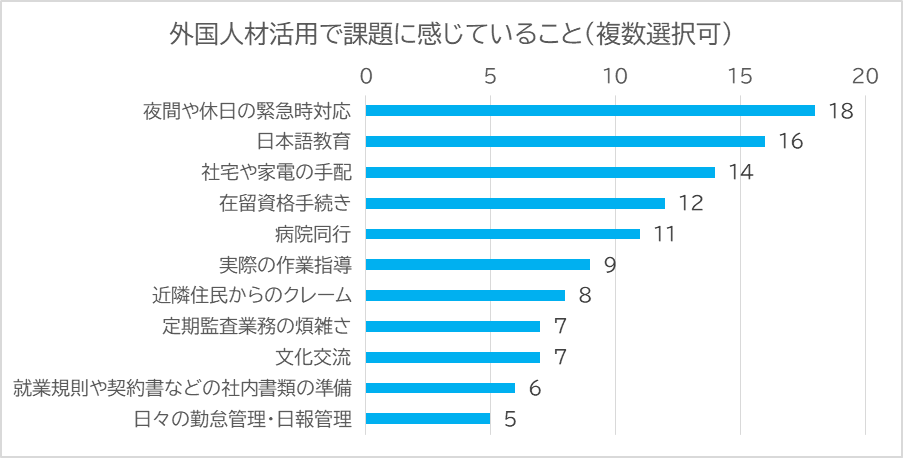 外国人材活用で課題に感じていること（複数選択可）
0 5 10 15 20
夜間や休日の緊急時対応 18
日本語教育 16
社宅や家電の手配 14
在留資格手続き 12
病院同行 11
実際の作業指導 9
近隣住民からのクレーム 8
定期監査業務の煩雑さ 7
文化交流 7
就業規則や契約書などの社内書類の準備 6
日々の勤怠管理・日報管理 5